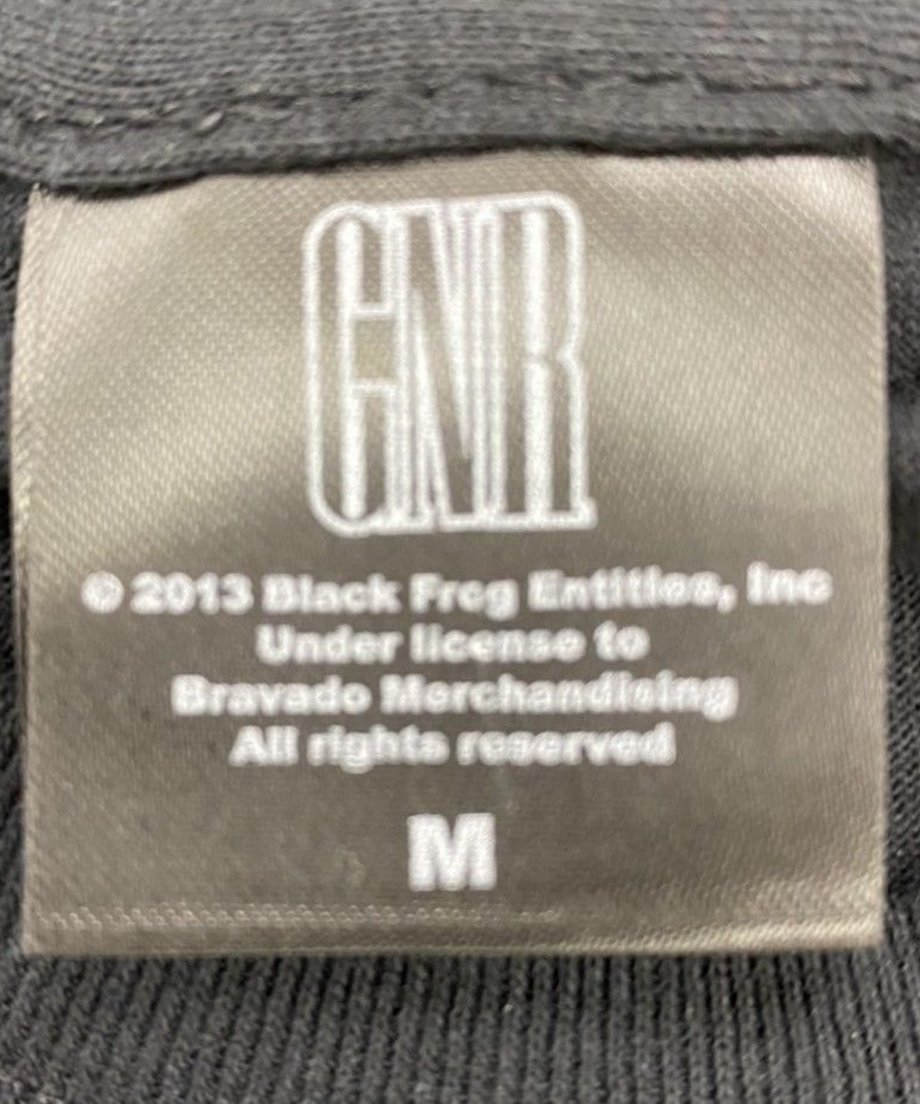 GNR
© 2013 Black Frog Entities, Inc
Under license to
Bravado Merchandising
All rights reserved
M